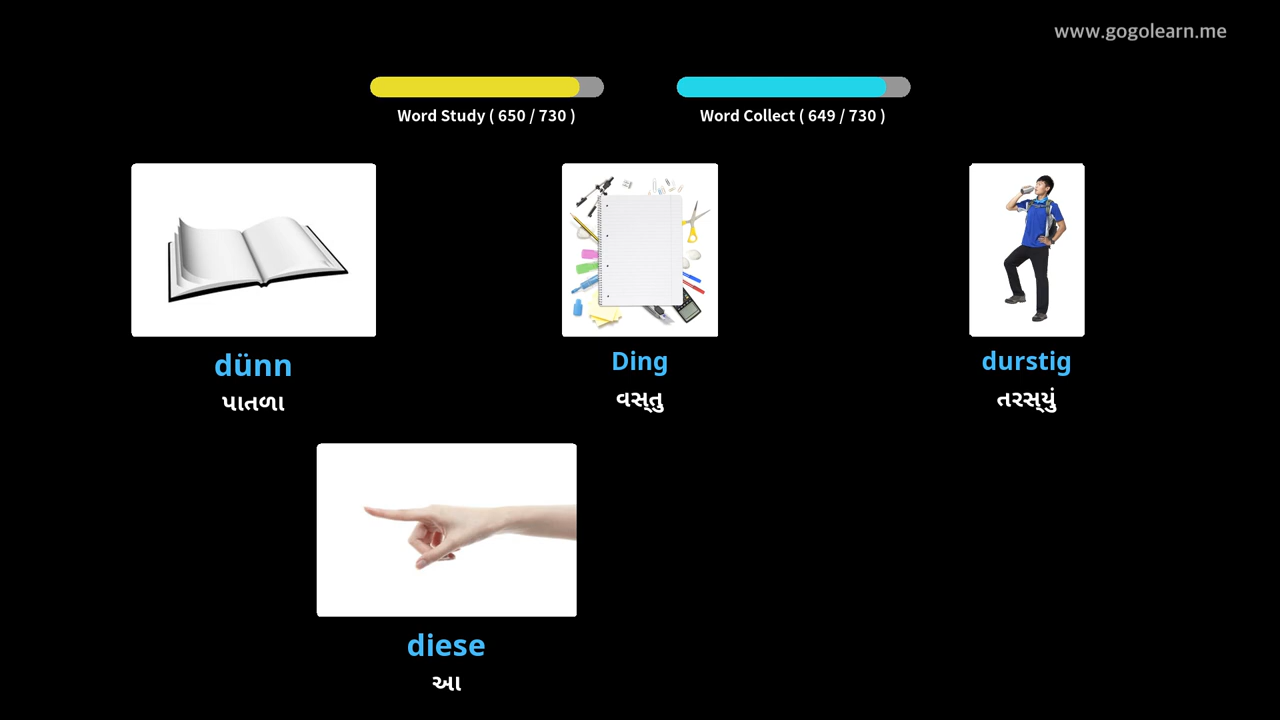 www.gogolearn.me
Word Study ( 650 / 730 )
Word Collect ( 649 / 730 )
dünn
પાતળા
Ding
વસ્તુ
durstig
તરસ્યું
diese
આ